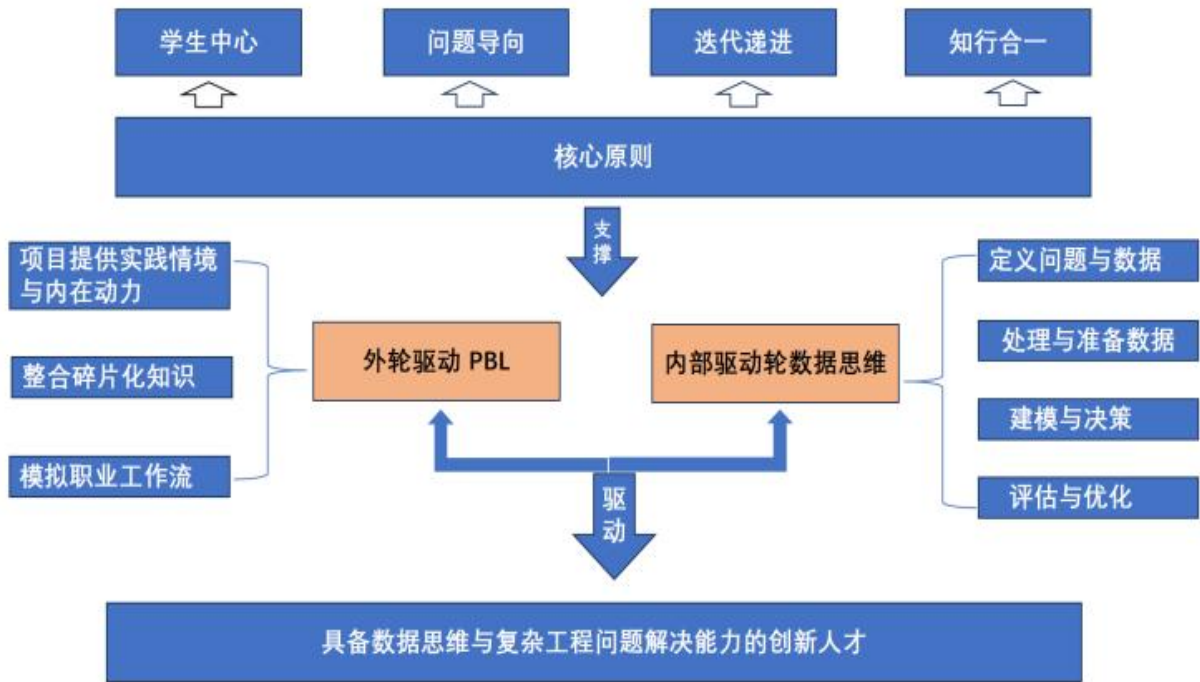 学生中心
问题导向
迭代递进
知行合一
核心原则
支
撑
项目提供实践情境
与内在动力
整合碎片化知识
模拟职业工作流
外轮驱动 PBL
内部驱动轮数据思维
定义问题与数据
处理与准备数据
建模与决策
评估与优化
驱
动
具备数据思维与复杂工程问题解决能力的创新人才